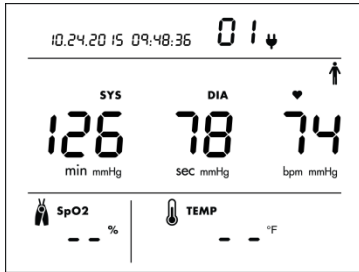 10.24.2015 09:48:36 01
SYS DIA
126 78 74
min mmHg sec mmHg bpm mmHg
SpO2 TEMP
-- % -- °F